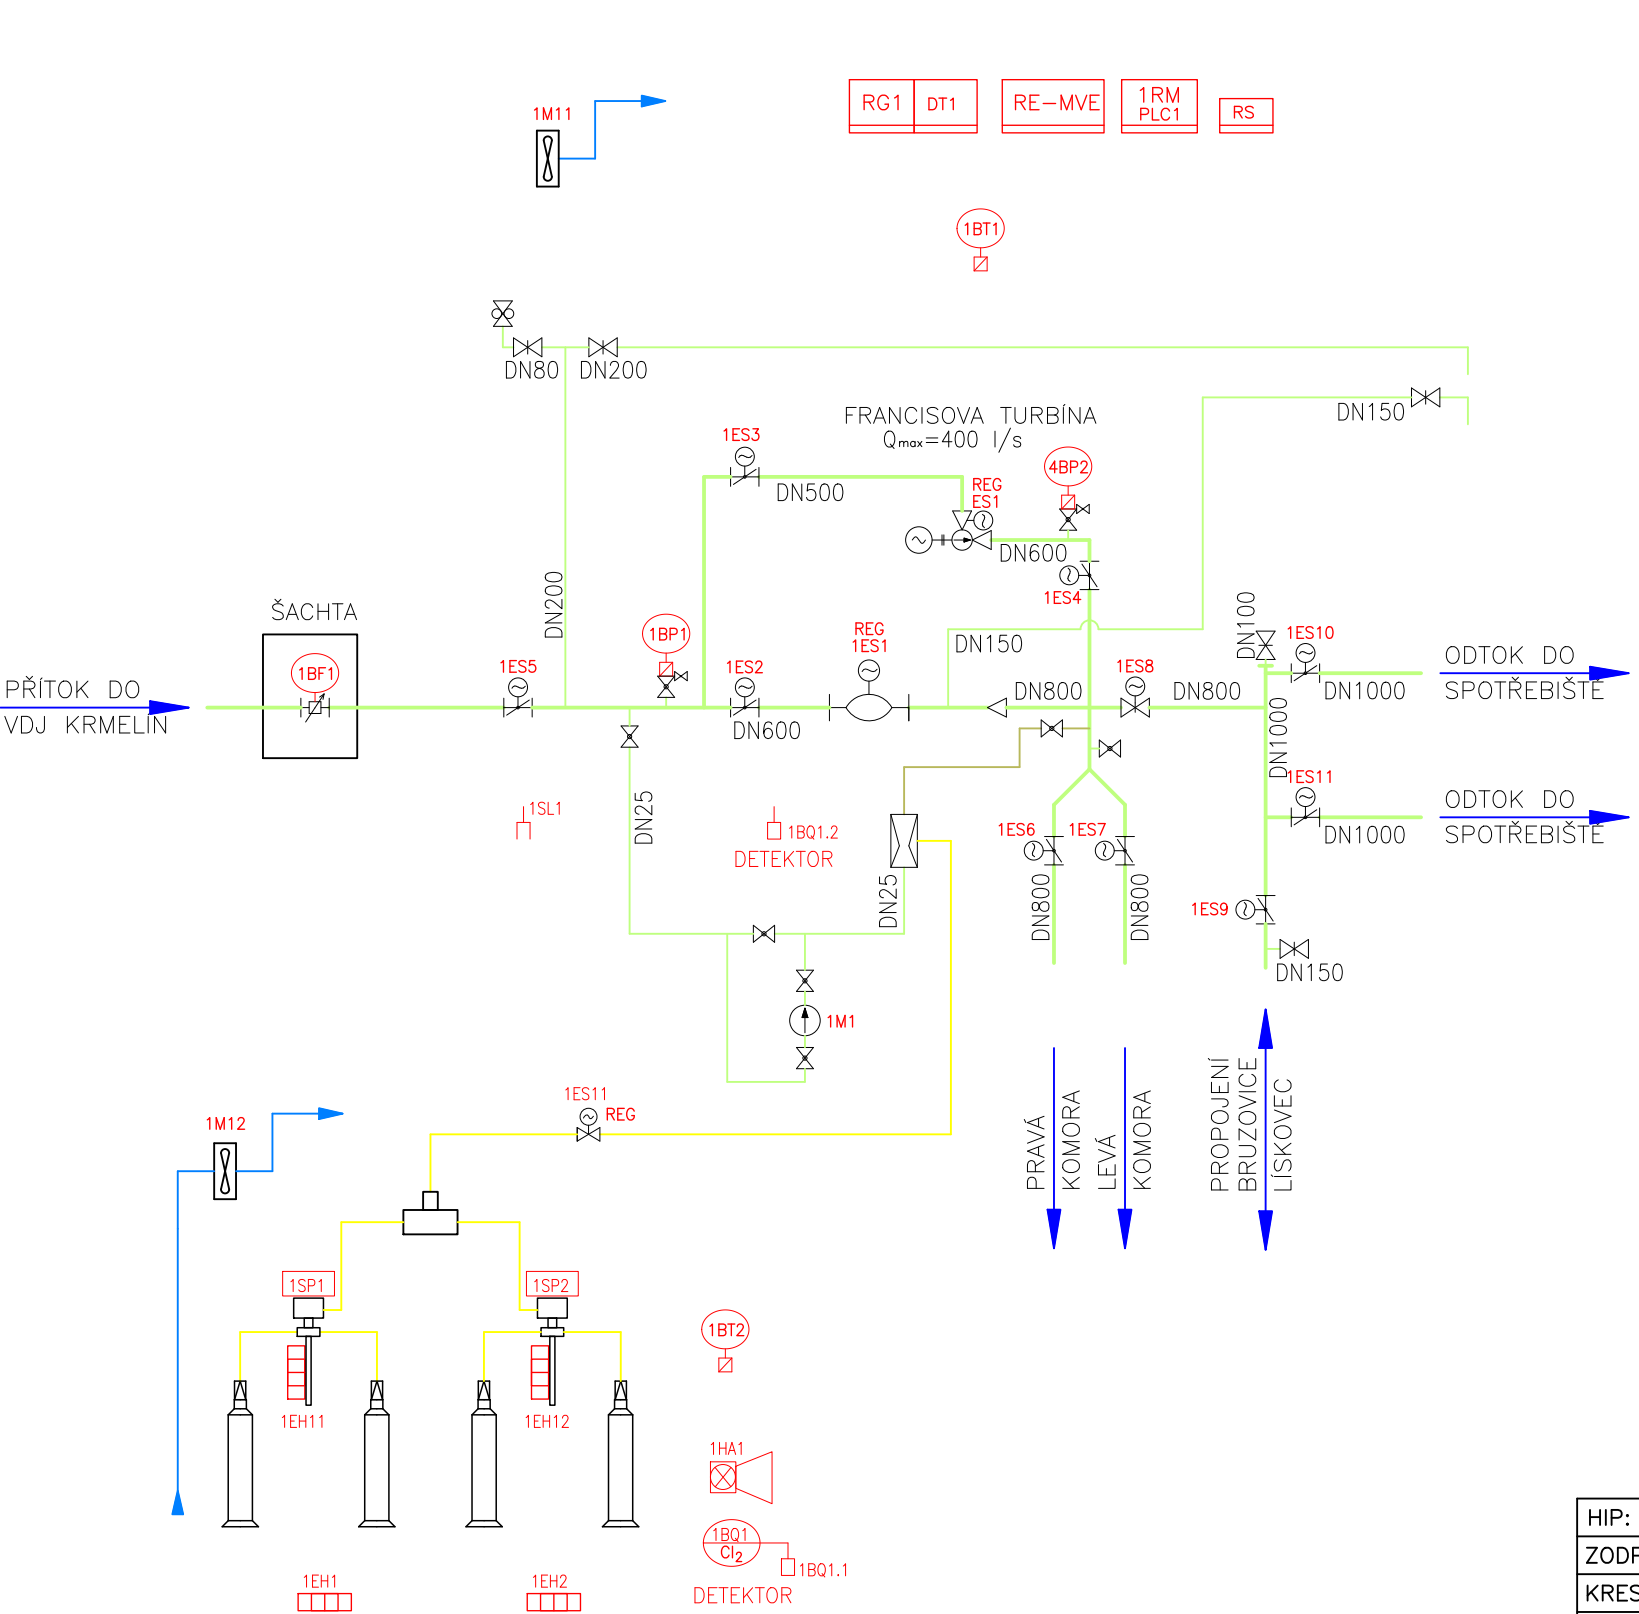 1M11
RG1
DT1
RE-MVE
1RM
PLC1
RS
1BT1
DN80
DN200
DN150
FRANCISOVA TURBÍNA
Qmax=400 l/s
1ES3
DN500
4BP2
REG
ES1
DN600
1ES4
DN200
ŠACHTA
1BF1
PŘÍTOK DO
VDJ KRMELÍN
1ES5
1BP1
1ES2
DN600
REG
1ES1
DN150
DN800
1ES8
DN800
DN100
1ES10
DN1000
ODTOK DO
SPOTŘEBIŠTĚ
DN1000
1ES11
DN1000
ODTOK DO
SPOTŘEBIŠTĚ
1SL1
DN25
1BQ1.2
DETEKTOR
DN25
1ES6
1ES7
DN800
DN800
1ES9
DN150
1M1
1ES11
REG
1M12
PRAVÁ
KOMORA
LEVÁ
KOMORA
PROPOJENÍ
BRUZOVICE
LÍSKOVEC
1SP1
1SP2
1EH11
1EH12
1BT2
1HA1
1BQ1
Cl2
1BQ1.1
DETEKTOR
1EH1
1EH2
HIP: